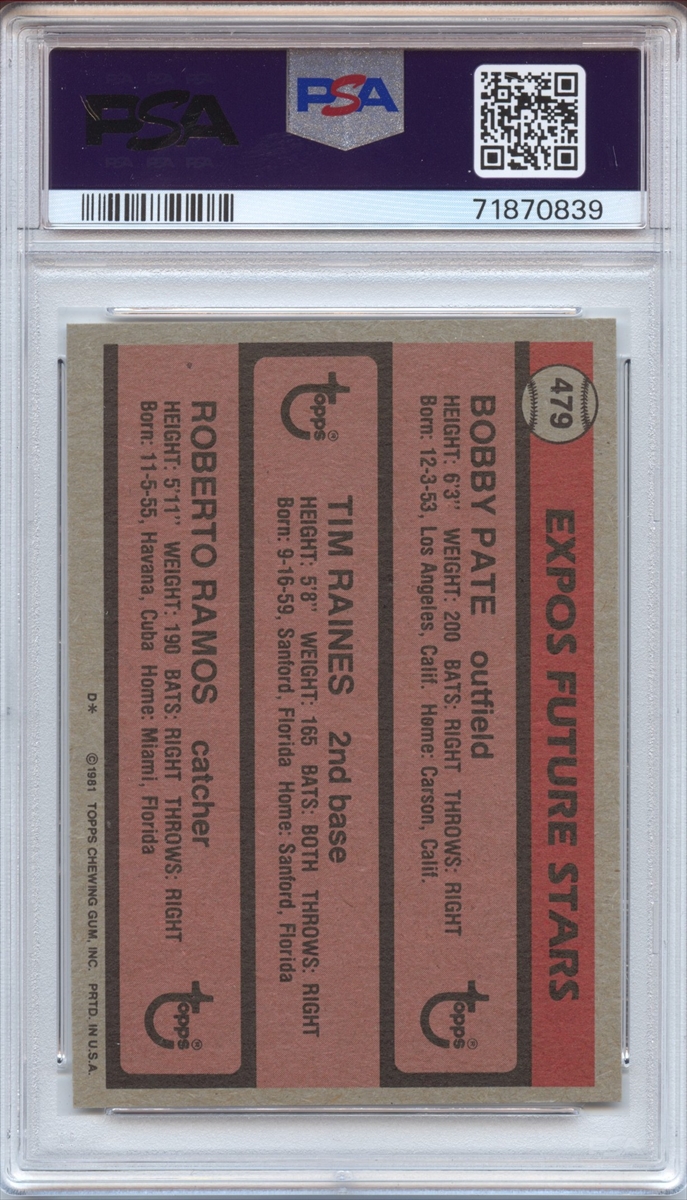 PSA
PSA
71870839
479
EXPOS FUTURE STARS
BOBBY PATE outfield
HEIGHT: 6'3" WEIGHT: 200 BATS: RIGHT THROWS: RIGHT
Born: 12-3-53, Los Angeles, Calif. Home: Carson, Calif.
Topps®
TIM RAINES 2nd base
HEIGHT: 5'8" WEIGHT: 165 BATS: BOTH THROWS: RIGHT
Born: 9-16-59, Sanford, Florida Home: Sanford, Florida
Topps®
ROBERTO RAMOS catcher
HEIGHT: 5'11" WEIGHT: 190 BATS: RIGHT THROWS: RIGHT
Born: 11-5-55, Havana, Cuba Home: Miami, Florida
Topps®
D* ©1981 TOPPS CHEWING GUM, INC. PRTD. IN U.S.A.